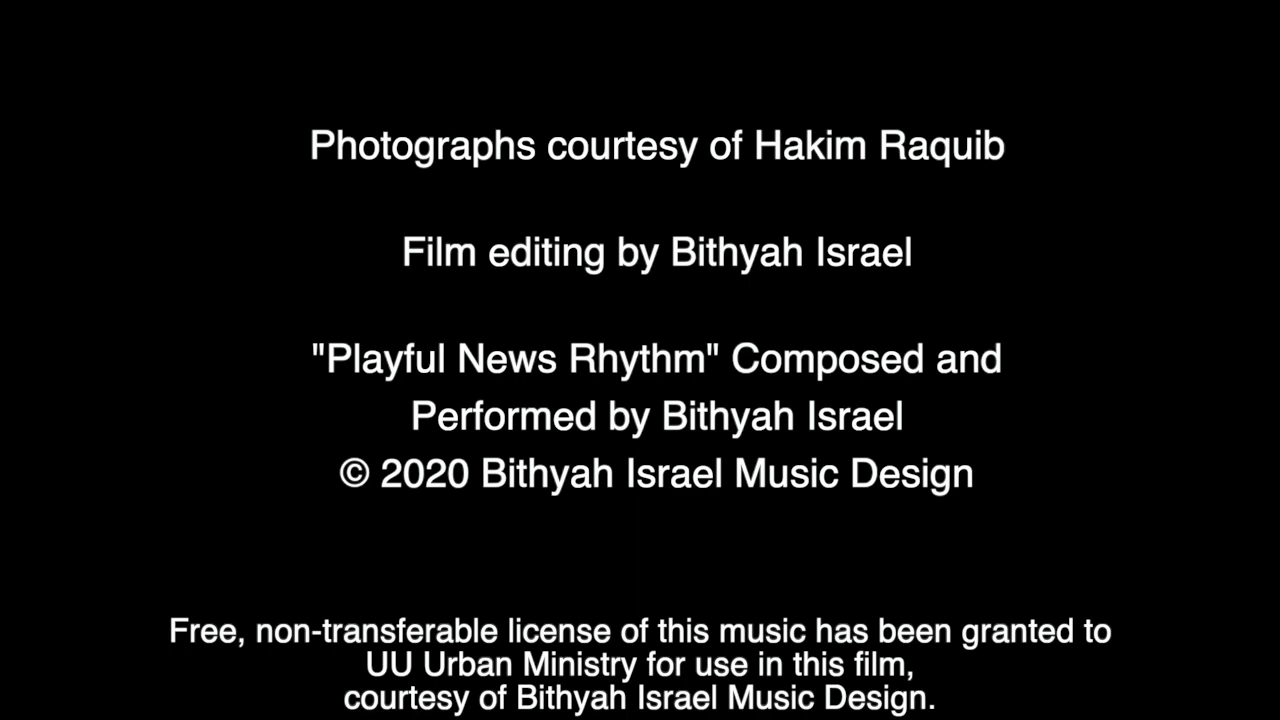 Photographs courtesy of Hakim Raquib
Film editing by Bithyah Israel
"Playful News Rhythm" Composed and
Performed by Bithyah Israel
© 2020 Bithyah Israel Music Design
Free, non-transferable license of this music has been granted to
UU Urban Ministry for use in this film,
courtesy of Bithyah Israel Music Design.